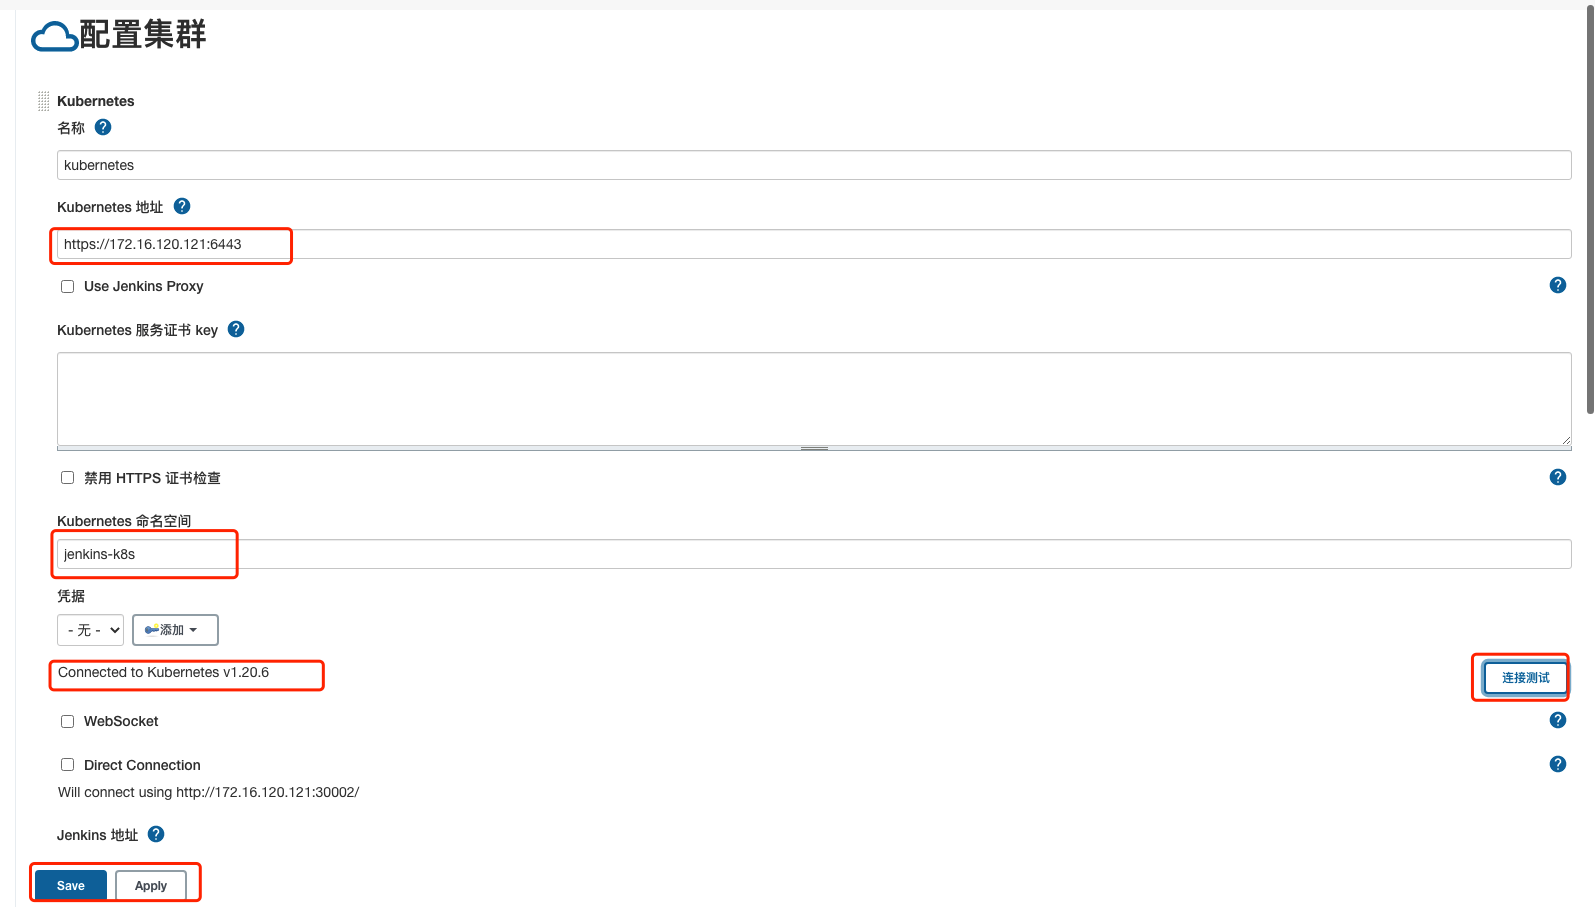 配置集群
Kubernetes
名称 ?
kubernetes
Kubernetes 地址 ?
https://172.16.120.121:6443
Use Jenkins Proxy ?
Kubernetes 服务证书 key ?
禁用 HTTPS 证书检查 ?
Kubernetes 命名空间
jenkins-k8s
凭据
- 无 - 添加
Connected to Kubernetes v1.20.6
连接测试
WebSocket ?
Direct Connection ?
Will connect using http://172.16.120.121:30002/
Jenkins 地址 ?
Save Apply